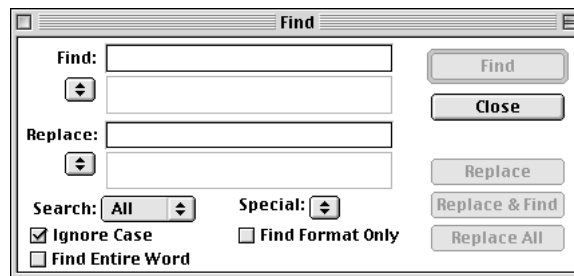 Find
Find:
Find
Close
Replace:
Replace
Search: All Special: Replace & Find
Ignore Case Find Format Only Replace All
Find Entire Word